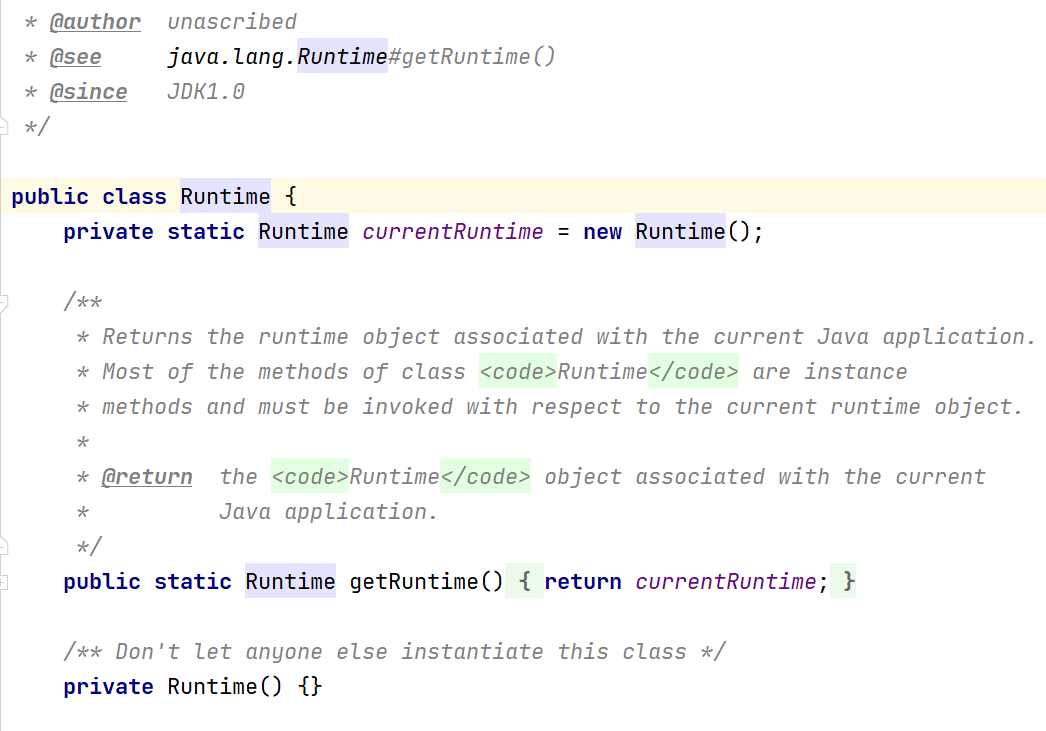 * @author  unascribed
* @see     java.lang.Runtime#getRuntime()
* @since   JDK1.0
*/
public class Runtime {
    private static Runtime currentRuntime = new Runtime();
    /**
     * Returns the runtime object associated with the current Java application.
     * Most of the methods of class <code>Runtime</code> are instance
     * methods and must be invoked with respect to the current runtime object.
     *
     * @return  the <code>Runtime</code> object associated with the current
     *          Java application.
     */
    public static Runtime getRuntime() { return currentRuntime; }
    /** Don't let anyone else instantiate this class */
    private Runtime() {}